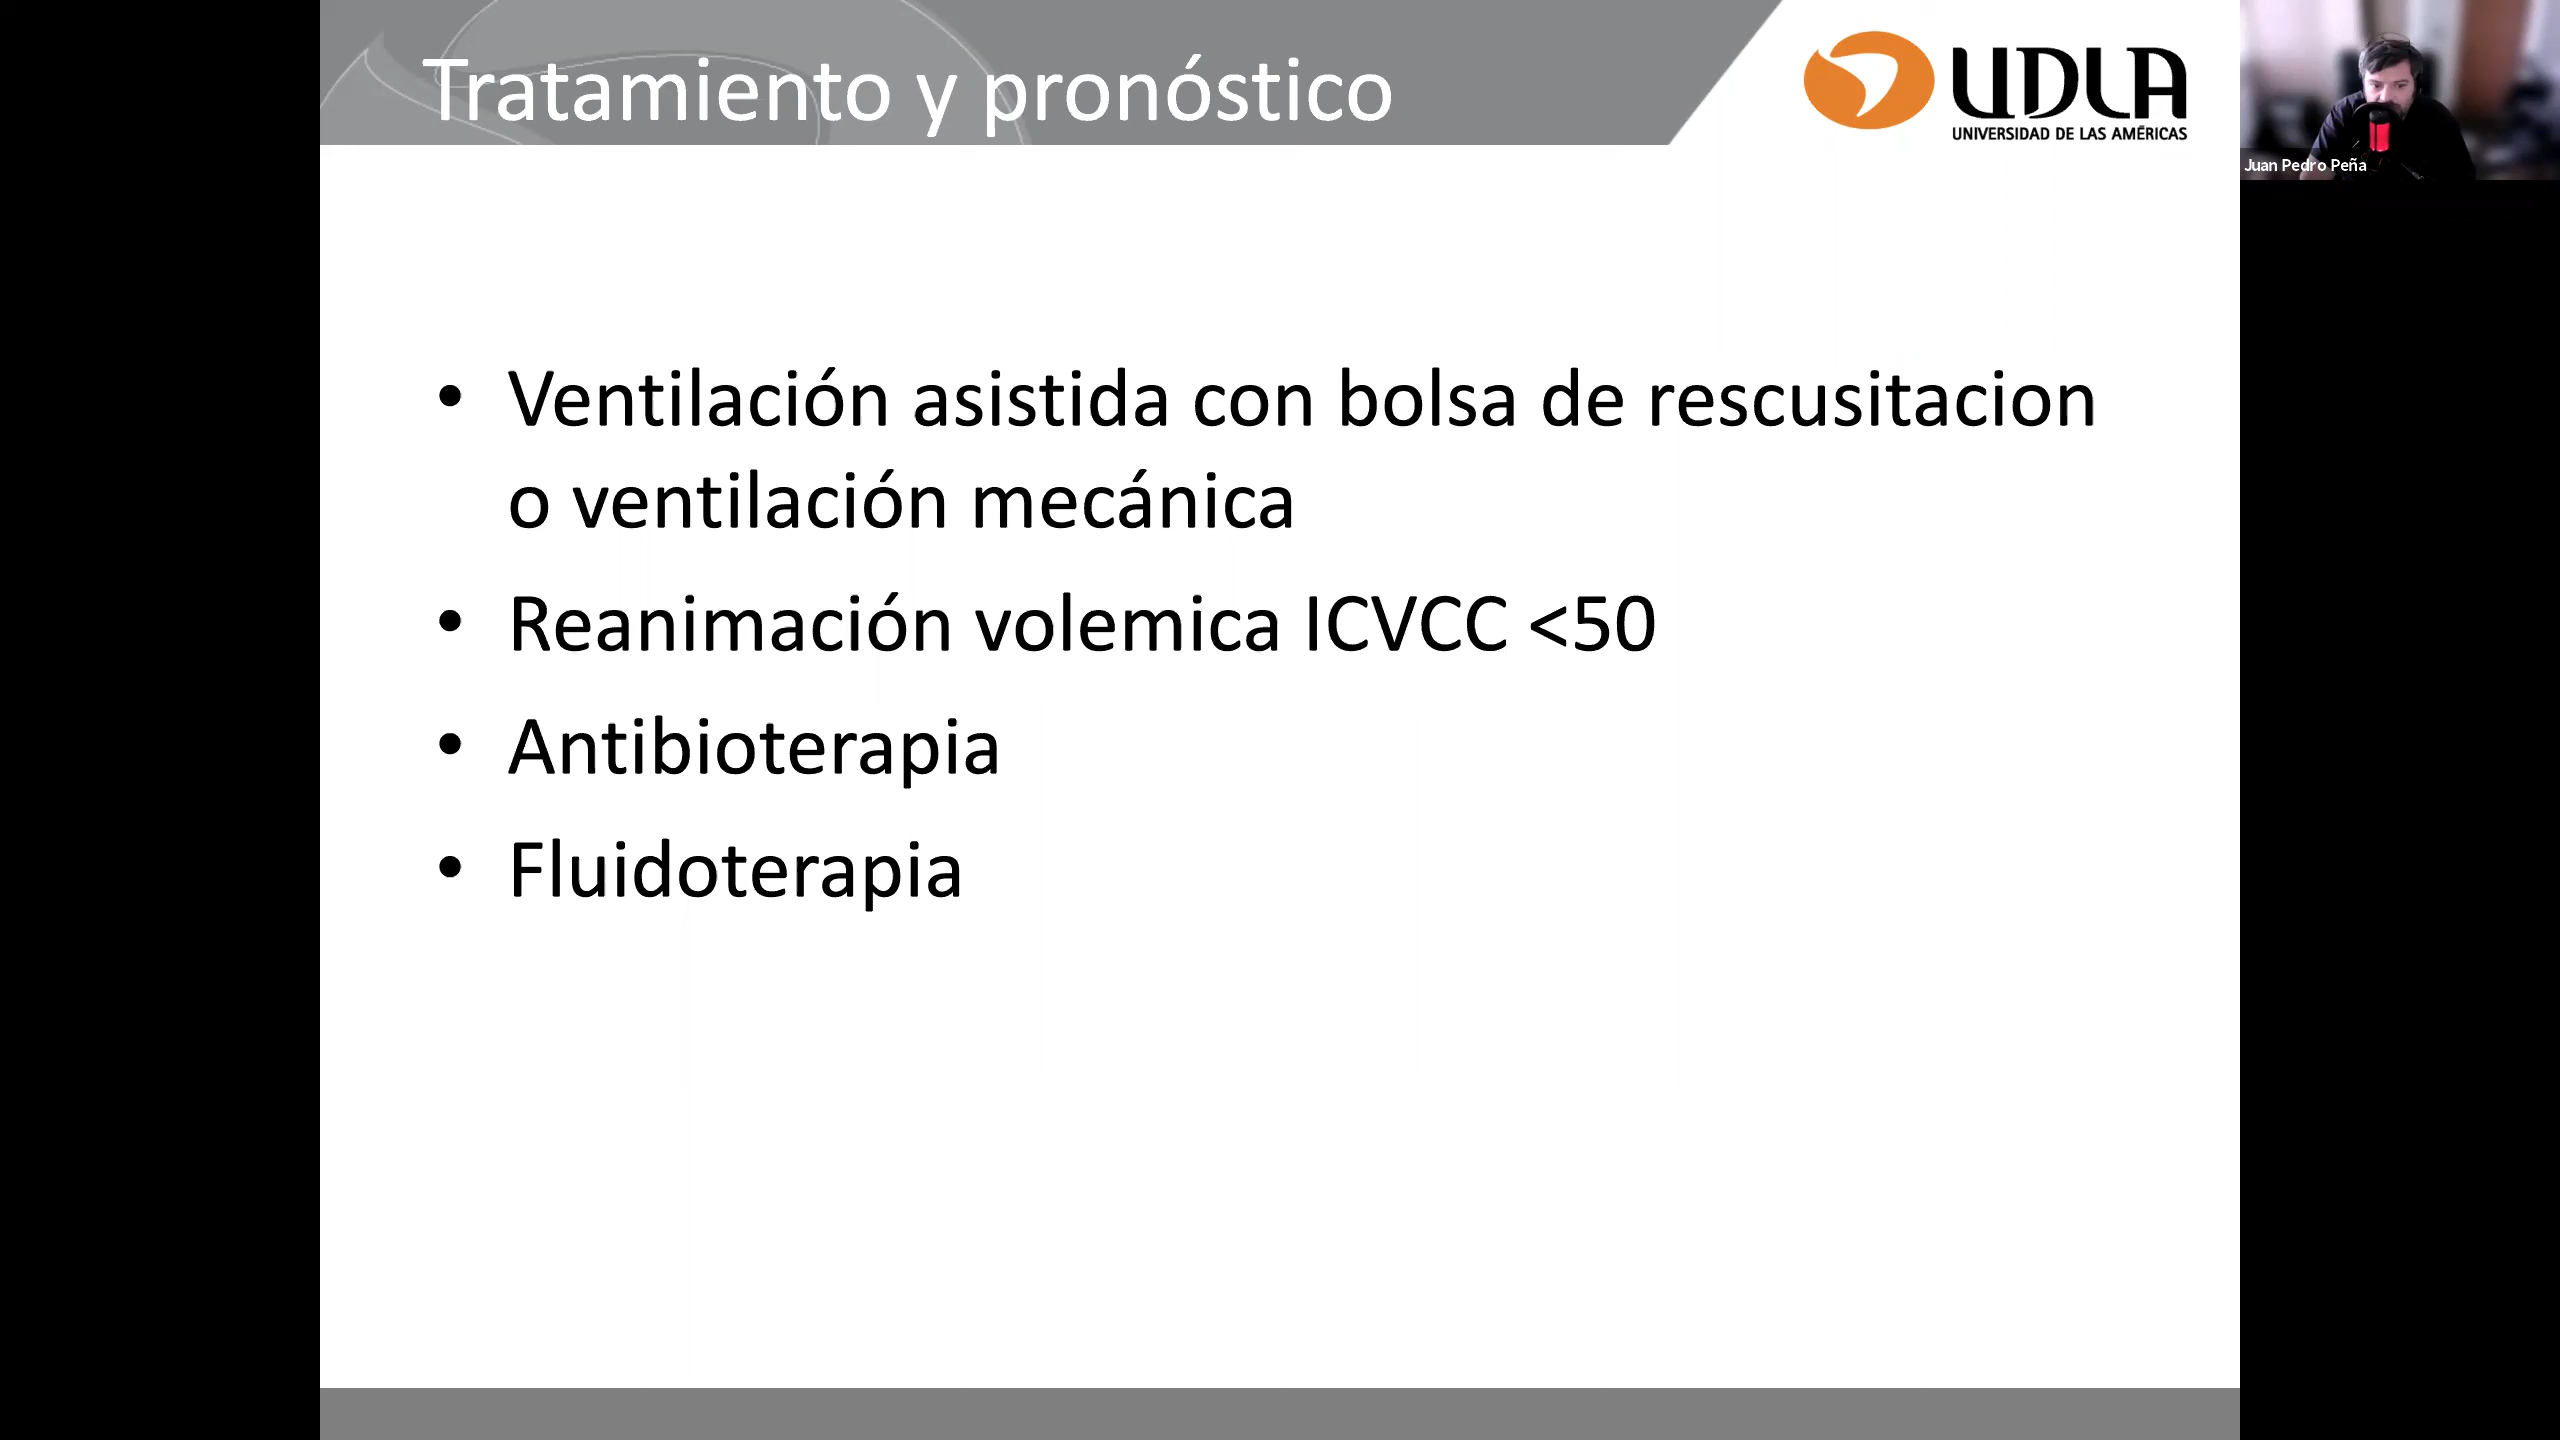 Tratamiento y pronóstico
UDLA
UNIVERSIDAD DE LAS AMÉRICAS
Juan Pedro Peña
• Ventilación asistida con bolsa de rescusitacion
o ventilación mecánica
• Reanimación volemica ICVCC <50
• Antibioterapia
• Fluidoterapia